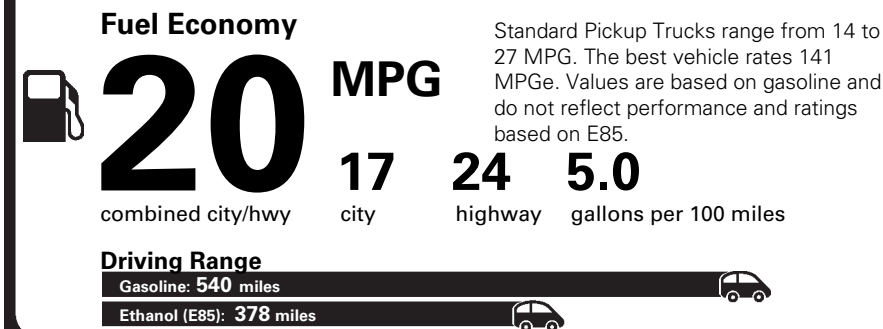 Fuel Economy
20 MPG
Standard Pickup Trucks range from 14 to
27 MPG. The best vehicle rates 141
MPGe. Values are based on gasoline and
do not reflect performance and ratings
based on E85.
17 24 5.0
combined city/hwy city highway gallons per 100 miles
Driving Range
Gasoline: 540 miles
Ethanol (E85): 378 miles